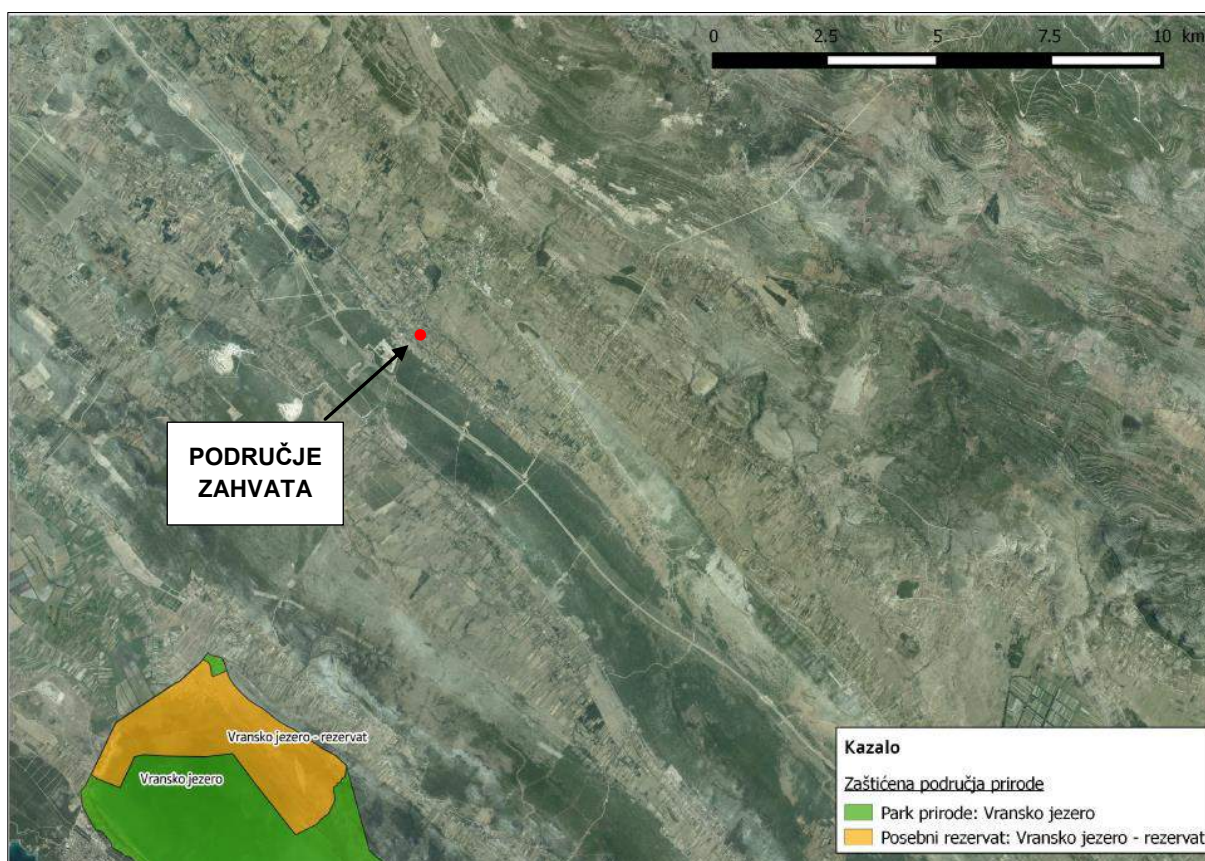 0 2.5 5 7.5 10 km
PODRUČJE
ZAHVATA
Vransko jezero - rezervat
Vransko jezero
Kazalo
Zaštićena područja prirode
Park prirode: Vransko jezero
Posebni rezervat: Vransko jezero - rezervat